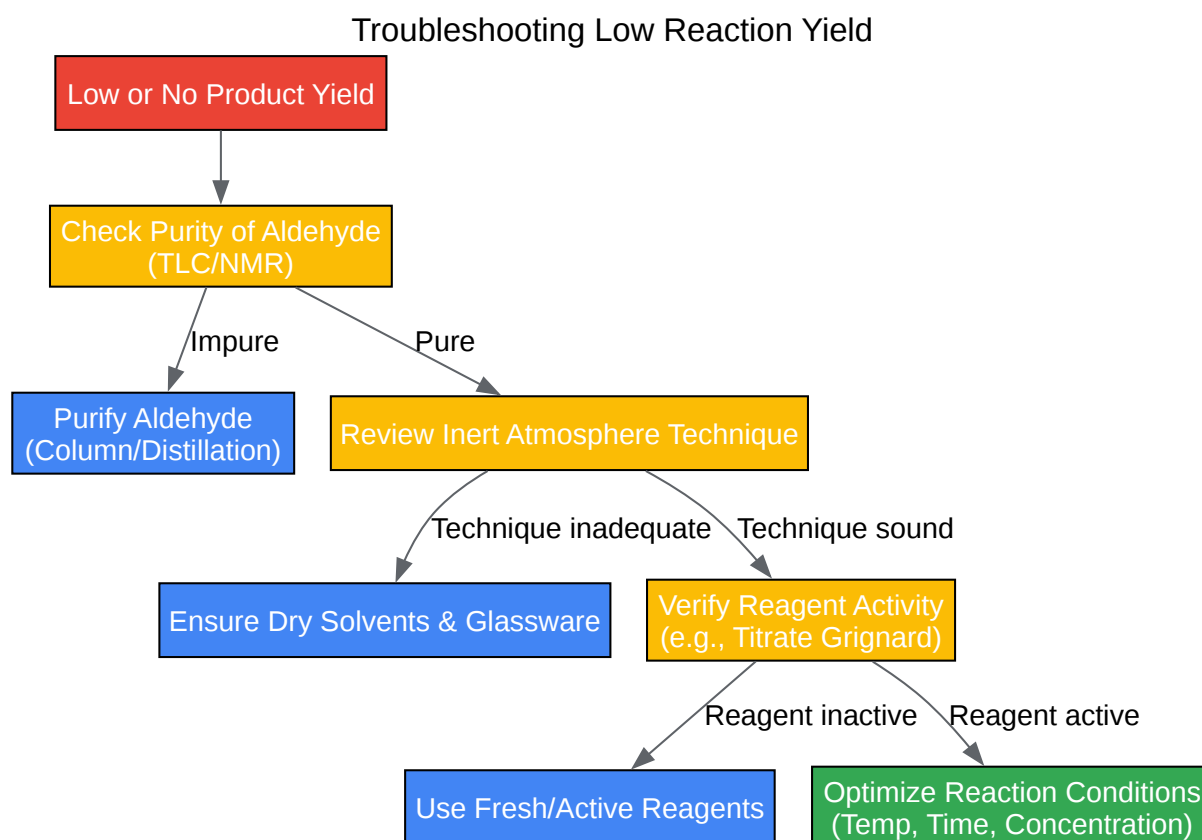 Troubleshooting Low Reaction Yield
Low or No Product Yield
Check Purity of Aldehyde
(TLC/NMR)
Impure
Pure
Purify Aldehyde
(Column/Distillation)
Review Inert Atmosphere Technique
Technique inadequate
Technique sound
Ensure Dry Solvents & Glassware
Verify Reagent Activity
(e.g., Titrate Grignard)
Reagent inactive
Reagent active
Use Fresh/Active Reagents
Optimize Reaction Conditions
(Temp, Time, Concentration)